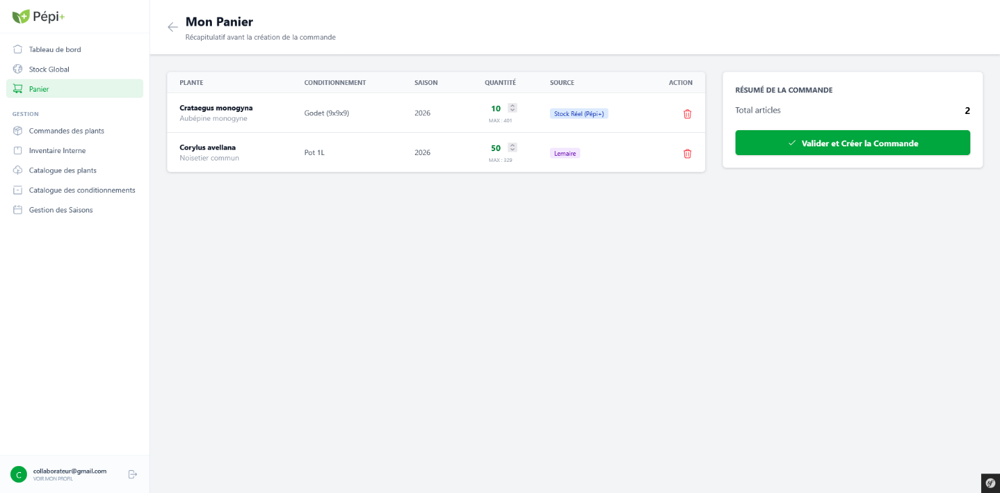 Pépi+
Tableau de bord
Stock Global
Panier
GESTION
Commandes des plants
Inventaire Interne
Catalogue des plants
Catalogue des conditionnements
Gestion des Saisons
C
collaborateur@gmail.com
VOIR MON PROFIL
Mon Panier
Récapitulatif avant la création de la commande
PLANTE CONDITIONNEMENT SAISON QUANTITÉ SOURCE ACTION
Crataegus monogyna
Aubépine monogyne
Godet (9x9x9)
2026
10
MAX : 401
Stock Réel (Pépi+)
Corylus avellana
Noisetier commun
Pot 1L
2026
50
MAX : 329
Lemaire
RÉSUMÉ DE LA COMMANDE
Total articles 2
Valider et Créer la Commande
sf